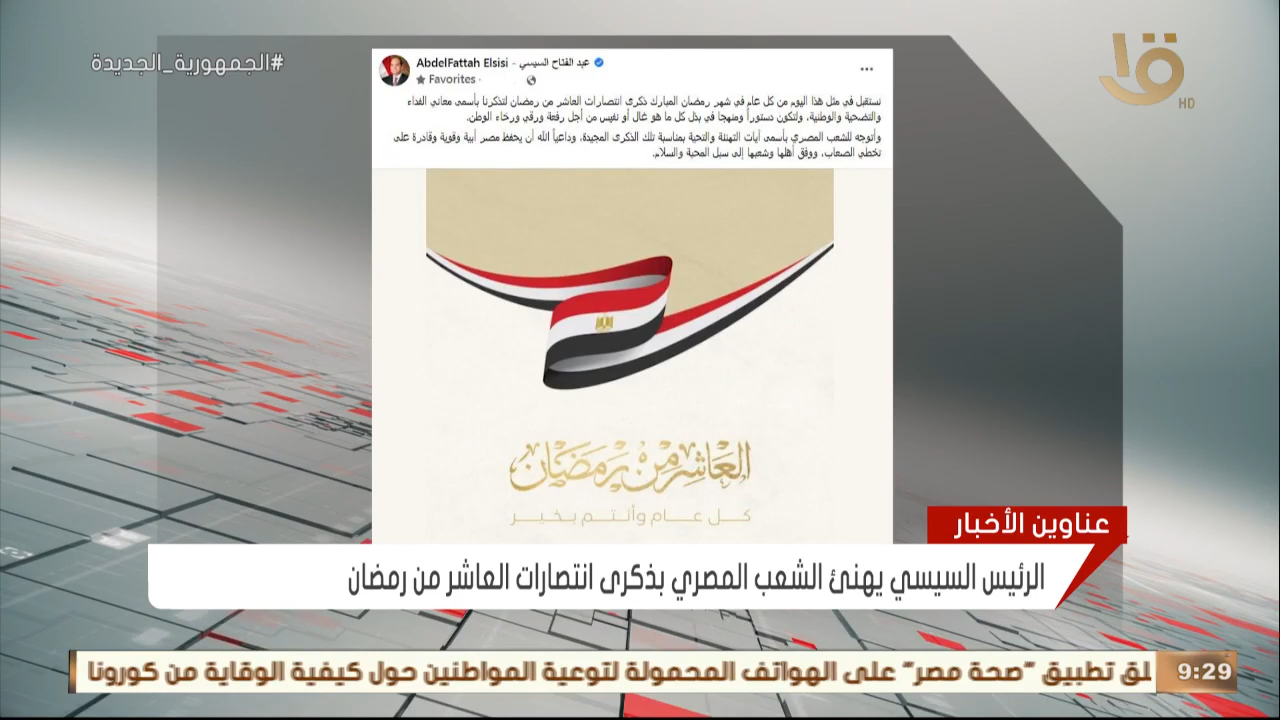 #الجمهورية_الجديدة
HD
AbdelFattah Elsisi - عبد الفتاح السيسي
Favorites ·
نستقبل في مثل هذا اليوم من كل عام في شهر رمضان المبارك ذكرى انتصارات العاشر من رمضان لتذكرنا بأسمى معاني الفداء
والتضحية والوطنية، ولتكون دستوراً ومنهجا في بذل كل ما هو غال أو نفيس من أجل رفعة ورقي ورخاء الوطن.
وأتوجه للشعب المصري بأسمى آيات التهنئة والتحية بمناسبة تلك الذكرى المجيدة، وداعياً الله أن يحفظ مصر أبية وقوية وقادرة على
تخطي الصعاب، ووفق أهلها وشعبها إلى سبل المحبة والسلام.
العاشر من رمضان
كل عام وأنتم بخير
عناوين الأخبار
الرئيس السيسي يهنئ الشعب المصري بذكرى انتصارات العاشر من رمضان
لق تطبيق "صحة مصر" على الهواتف المحمولة لتوعية المواطنين حول كيفية الوقاية من كورونا
9:29